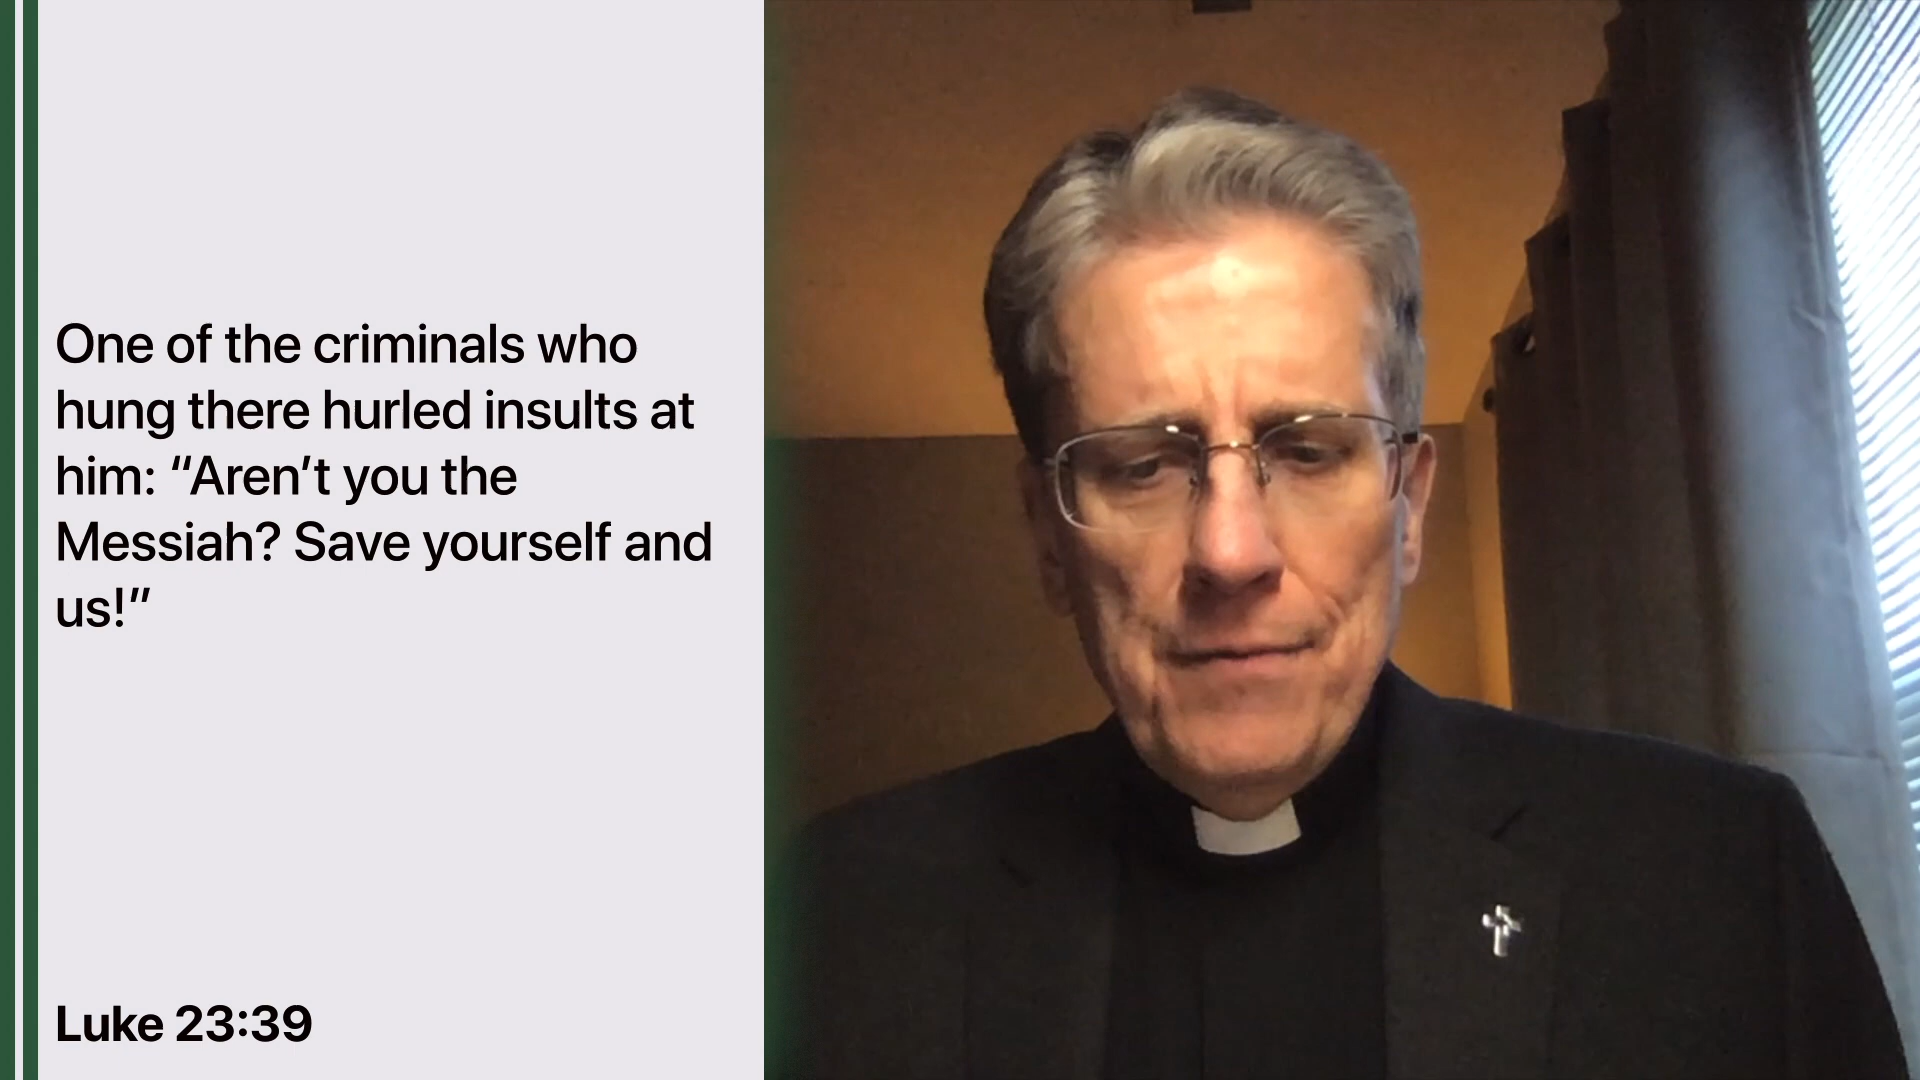 One of the criminals who
hung there hurled insults at
him: “Aren’t you the
Messiah? Save yourself and
us!”
Luke 23:39